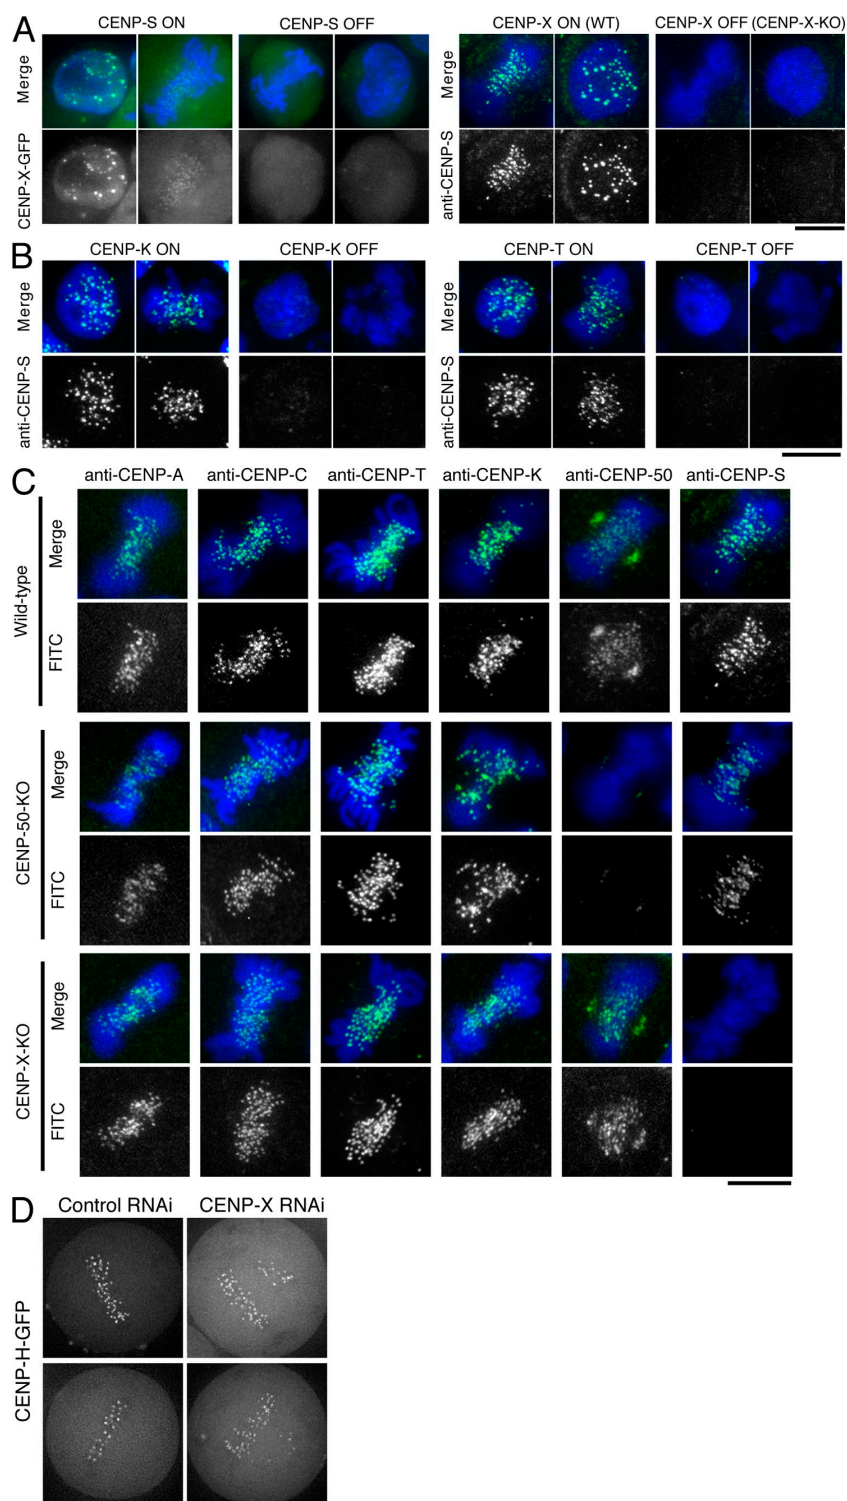 A
CENP-S ON CENP-S OFF CENP-X ON (WT) CENP-X OFF (CENP-X-KO)
Merge Merge
CENP-X-GFP anti-CENP-S
B
CENP-K ON CENP-K OFF CENP-T ON CENP-T OFF
Merge Merge
anti-CENP-S anti-CENP-S
C
anti-CENP-A anti-CENP-C anti-CENP-T anti-CENP-K anti-CENP-50 anti-CENP-S
Wild-type
Merge
FITC
CENP-50-KO
Merge
FITC
CENP-X-KO
Merge
FITC
D
Control RNAi CENP-X RNAi
CENP-H-GFP